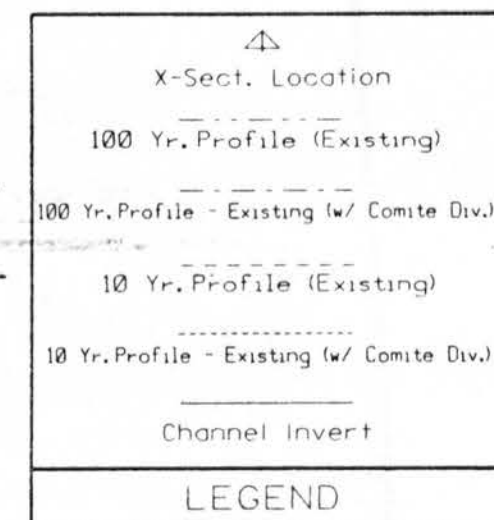 X-Sect. Location
100 Yr. Profile (Existing)
100 Yr. Profile - Existing (w/ Comite Div.)
10 Yr. Profile (Existing)
10 Yr. Profile - Existing (w/ Comite Div.)
Channel Invert
LEGEND